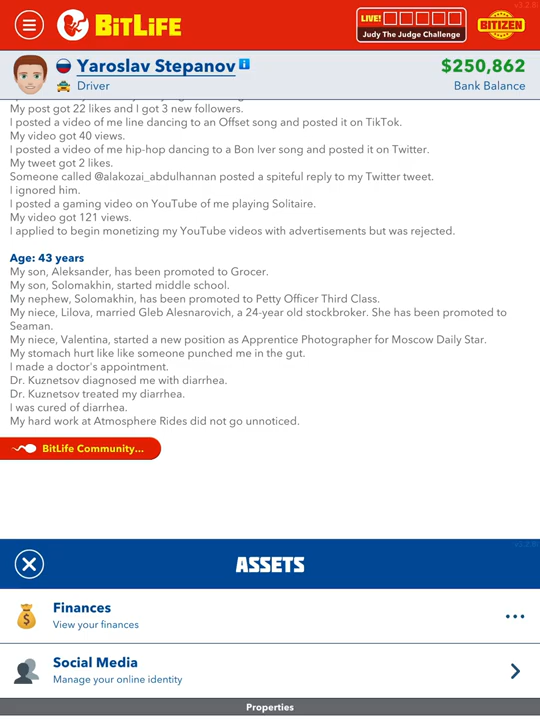 v3.2.8
BITLIFE
LIVE!
Judy The Judge Challenge
BITIZEN
Yaroslav Stepanov i
$250,862
Driver
Bank Balance
My post got 22 likes and I got 3 new followers.
I posted a video of me line dancing to an Offset song and posted it on TikTok.
My video got 40 views.
I posted a video of me hip-hop dancing to a Bon Iver song and posted it on Twitter.
My tweet got 2 likes.
Someone called @alakozai_abdulhannan posted a spiteful reply to my Twitter tweet.
I ignored him.
I posted a gaming video on YouTube of me playing Solitaire.
My video got 121 views.
I applied to begin monetizing my YouTube videos with advertisements but was rejected.
Age: 43 years
My son, Aleksander, has been promoted to Grocer.
My son, Solomakhin, started middle school.
My nephew, Solomakhin, has been promoted to Petty Officer Third Class.
My niece, Lilova, married Gleb Alesnarovich, a 24-year old stockbroker. She has been promoted to
Seaman.
My niece, Valentina, started a new position as Apprentice Photographer for Moscow Daily Star.
My stomach hurt like like someone punched me in the gut.
I made a doctor's appointment.
Dr. Kuznetsov diagnosed me with diarrhea.
Dr. Kuznetsov treated my diarrhea.
I was cured of diarrhea.
My hard work at Atmosphere Rides did not go unnoticed.
BitLife Community...
ASSETS
Finances
View your finances
Social Media
Manage your online identity
Properties